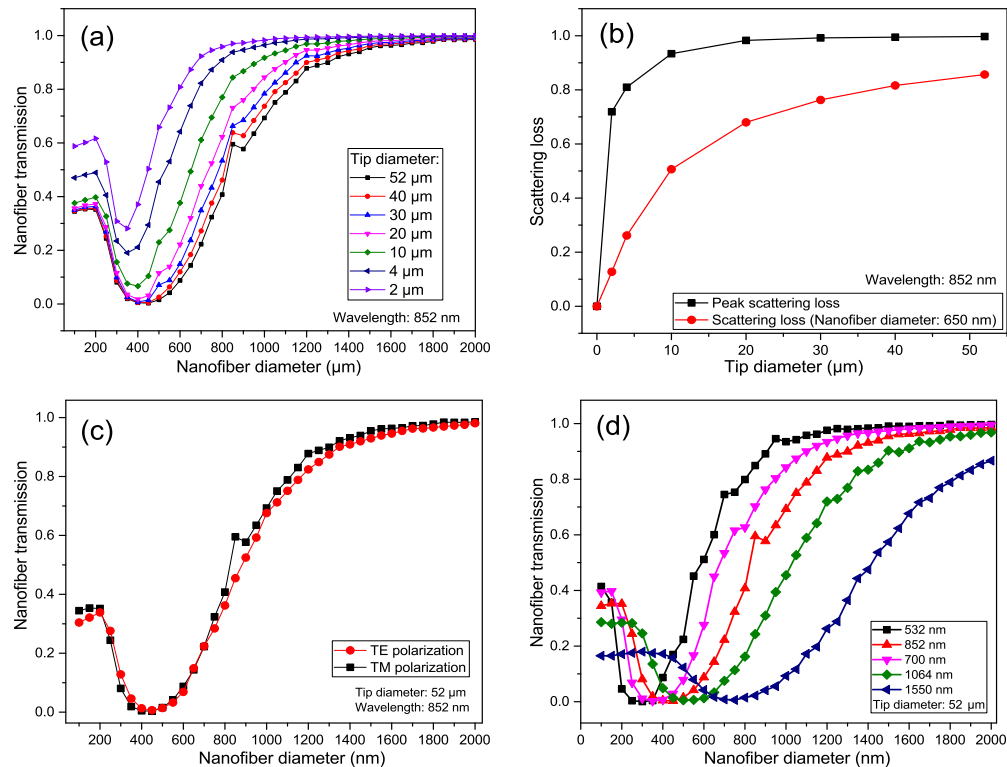 (a)
1.0
0.8
0.6
0.4
0.2
0.0
Nanofiber transmission
Tip diameter:
52 µm
40 µm
30 µm
20 µm
10 µm
4 µm
2 µm
Wavelength: 852 nm
200 400 600 800 1000 1200 1400 1600 1800 2000
Nanofiber diameter (µm)
(b)
1.0
0.8
0.6
0.4
0.2
0.0
Scattering loss
Wavelength: 852 nm
Peak scattering loss
Scattering loss (Nanofiber diameter: 650 nm)
0 10 20 30 40 50
Tip diameter (µm)
(c)
1.0
0.8
0.6
0.4
0.2
0.0
Nanofiber transmission
TE polarization
TM polarization
Tip diameter: 52 µm
Wavelength: 852 nm
200 400 600 800 1000 1200 1400 1600 1800 2000
Nanofiber diameter (nm)
(d)
1.0
0.8
0.6
0.4
0.2
0.0
Nanofiber transmission
532 nm
852 nm
700 nm
1064 nm
1550 nm
Tip diameter: 52 µm
0 200 400 600 800 1000 1200 1400 1600 1800 2000
Nanofiber diameter (nm)